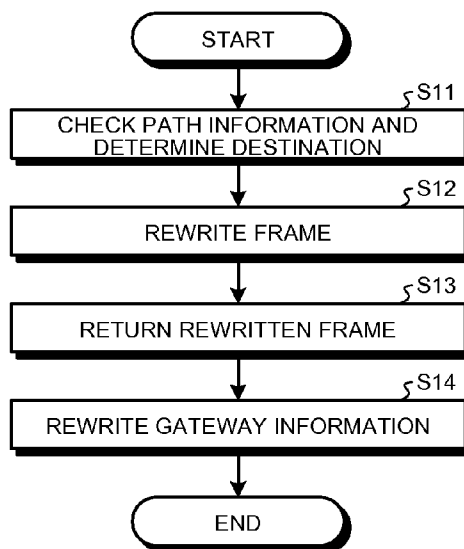 START
S11
CHECK PATH INFORMATION AND
DETERMINE DESTINATION
S12
REWRITE FRAME
S13
RETURN REWRITTEN FRAME
S14
REWRITE GATEWAY INFORMATION
END